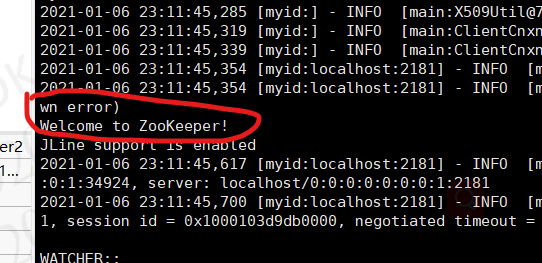 2021-01-06 23:11:45,285 [myid:] - INFO  [main:X509Util@7
2021-01-06 23:11:45,319 [myid:] - INFO  [main:ClientCnxn
2021-01-06 23:11:45,339 [myid:] - INFO  [main:ClientCnxn
2021-01-06 23:11:45,354 [myid:localhost:2181] - INFO  [m
2021-01-06 23:11:45,354 [myid:localhost:2181] - INFO  [m
wn error)
Welcome to ZooKeeper!
JLine support is enabled
er2
1...
2021-01-06 23:11:45,617 [myid:localhost:2181] - INFO  [m
:0:1:34924, server: localhost/0:0:0:0:0:0:0:1:2181
2021-01-06 23:11:45,700 [myid:localhost:2181] - INFO  [m
1, session id = 0x1000103d9db0000, negotiated timeout =
WATCHER::